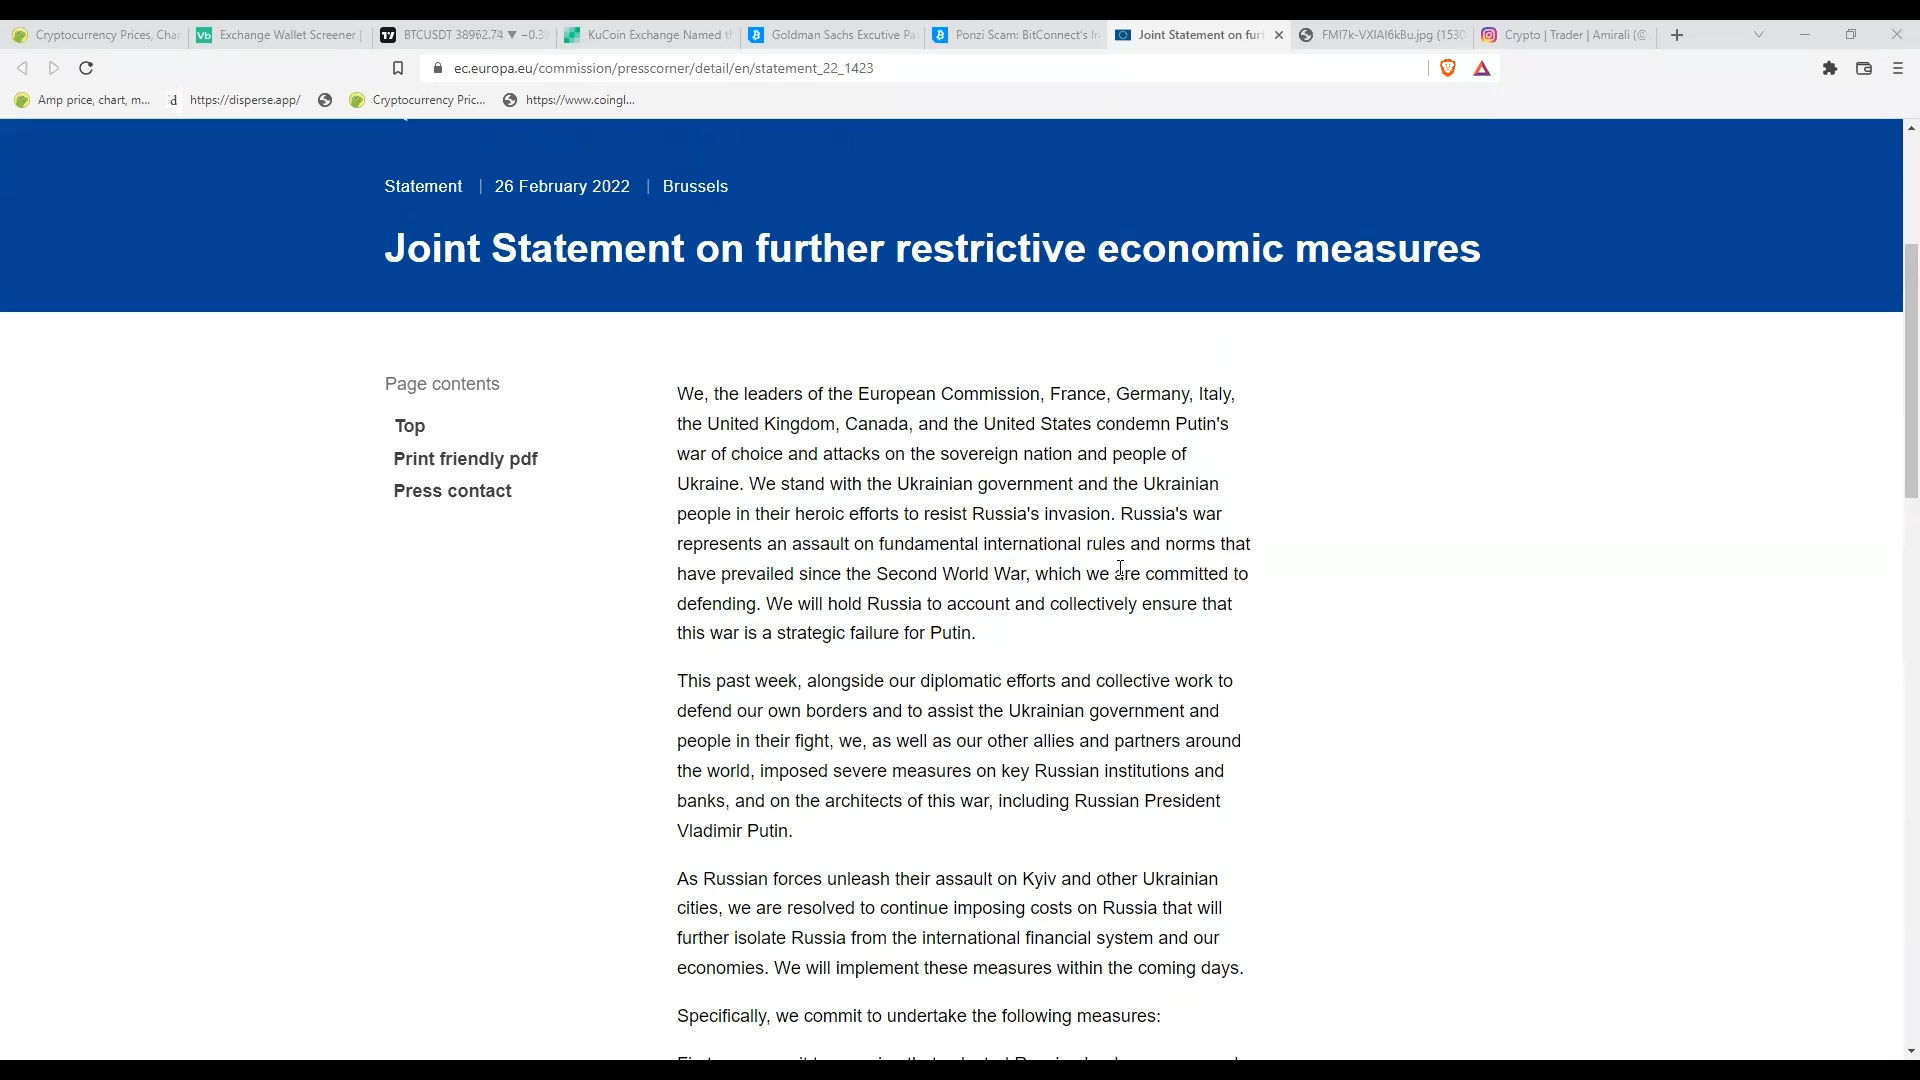 Cryptocurrency Prices, Cha
Exchange Wallet Screener |
BTCUSDT 38962.74 ▼ −0.3
KuCoin Exchange Named t
Goldman Sachs Excutive Pa
Ponzi Scam: BitConnect's In
Joint Statement on fur
FMI7k-VXIAI6kBu.jpg (1530
Crypto | Trader | Amirali (@
ec.europa.eu/commission/presscorner/detail/en/statement_22_1423
Amp price, chart, m...
https://disperse.app/
Cryptocurrency Pric...
https://www.coingl...
Statement | 26 February 2022 | Brussels
Joint Statement on further restrictive economic measures
Page contents
Top
Print friendly pdf
Press contact
We, the leaders of the European Commission, France, Germany, Italy,
the United Kingdom, Canada, and the United States condemn Putin's
war of choice and attacks on the sovereign nation and people of
Ukraine. We stand with the Ukrainian government and the Ukrainian
people in their heroic efforts to resist Russia's invasion. Russia's war
represents an assault on fundamental international rules and norms that
have prevailed since the Second World War, which we are committed to
defending. We will hold Russia to account and collectively ensure that
this war is a strategic failure for Putin.
This past week, alongside our diplomatic efforts and collective work to
defend our own borders and to assist the Ukrainian government and
people in their fight, we, as well as our other allies and partners around
the world, imposed severe measures on key Russian institutions and
banks, and on the architects of this war, including Russian President
Vladimir Putin.
As Russian forces unleash their assault on Kyiv and other Ukrainian
cities, we are resolved to continue imposing costs on Russia that will
further isolate Russia from the international financial system and our
economies. We will implement these measures within the coming days.
Specifically, we commit to undertake the following measures: